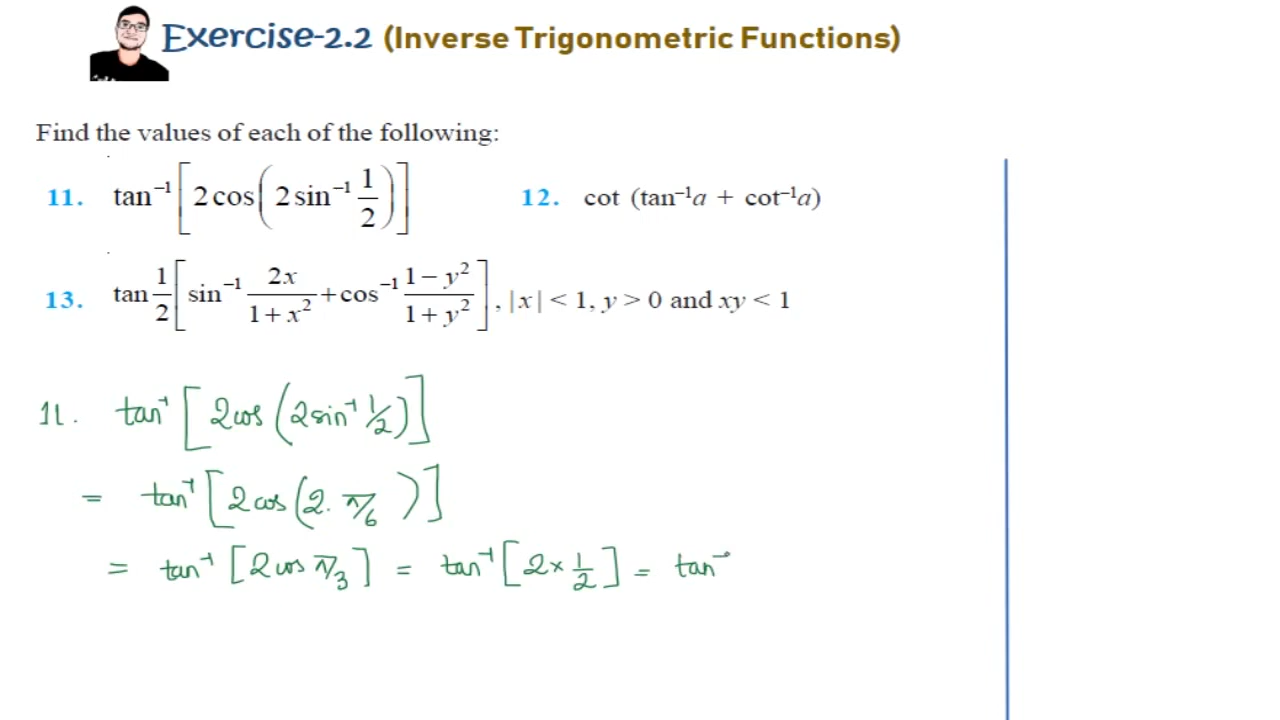 Exercise-2.2 (Inverse Trigonometric Functions)
Find the values of each of the following:
11. tan⁻¹[2cos(2sin⁻¹ 1/2)] 12. cot (tan⁻¹a + cot⁻¹a)
13. tan 1/2[sin⁻¹ 2x/(1+x²) + cos⁻¹ (1−y²)/(1+y²)], |x| < 1, y > 0 and xy < 1
11. tan⁻¹[2cos(2sin⁻¹ 1/2)]
= tan⁻¹[2cos(2. π/6 )]
= tan⁻¹[2cos π/3] = tan⁻¹[2×1/2] = tan⁻